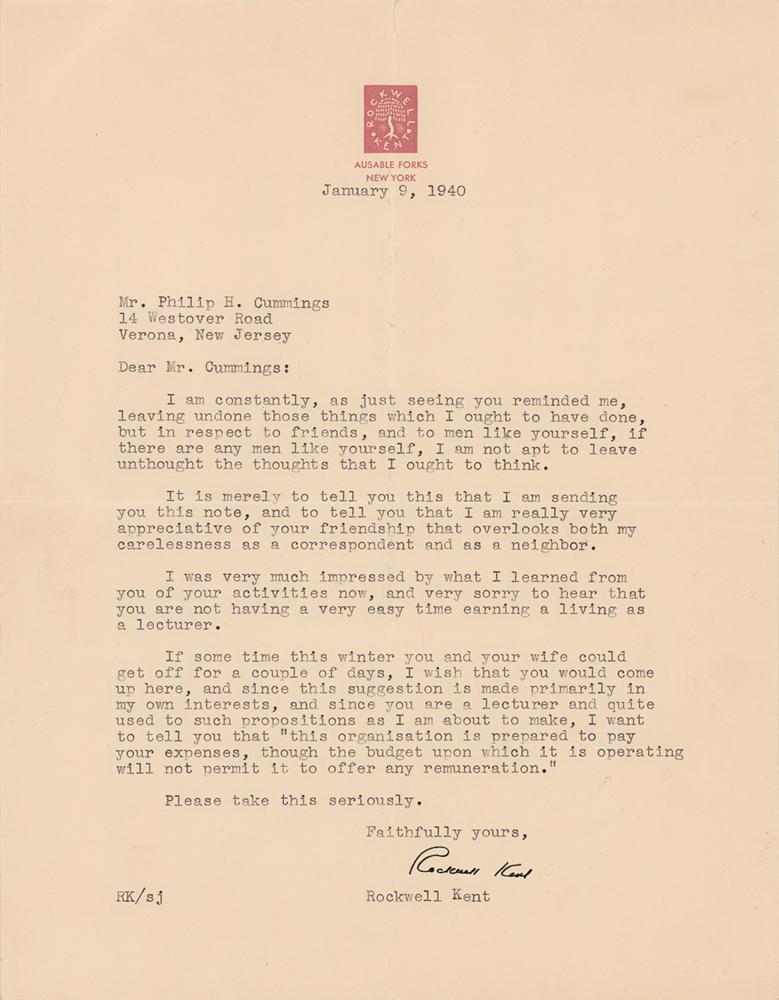 ROCKWELL
KENT
AUSABLE FORKS
NEW YORK
January 9, 1940
Mr. Philip H. Cummings
14 Westover Road
Verona, New Jersey
Dear Mr. Cummings:
I am constantly, as just seeing you reminded me,
leaving undone those things which I ought to have done,
but in respect to friends, and to men like yourself, if
there are any men like yourself, I am not apt to leave
unthought the thoughts that I ought to think.
It is merely to tell you this that I am sending
you this note, and to tell you that I am really very
appreciative of your friendship that overlooks both my
carelessness as a correspondent and as a neighbor.
I was very much impressed by what I learned from
you of your activities now, and very sorry to hear that
you are not having a very easy time earning a living as
a lecturer.
If some time this winter you and your wife could
get off for a couple of days, I wish that you would come
up here, and since this suggestion is made primarily in
my own interests, and since you are a lecturer and quite
used to such propositions as I am about to make, I want
to tell you that "this organisation is prepared to pay
your expenses, though the budget upon which it is operating
will not permit it to offer any remuneration."
Please take this seriously.
Faithfully yours,
Rockwell Kent
RK/sj Rockwell Kent